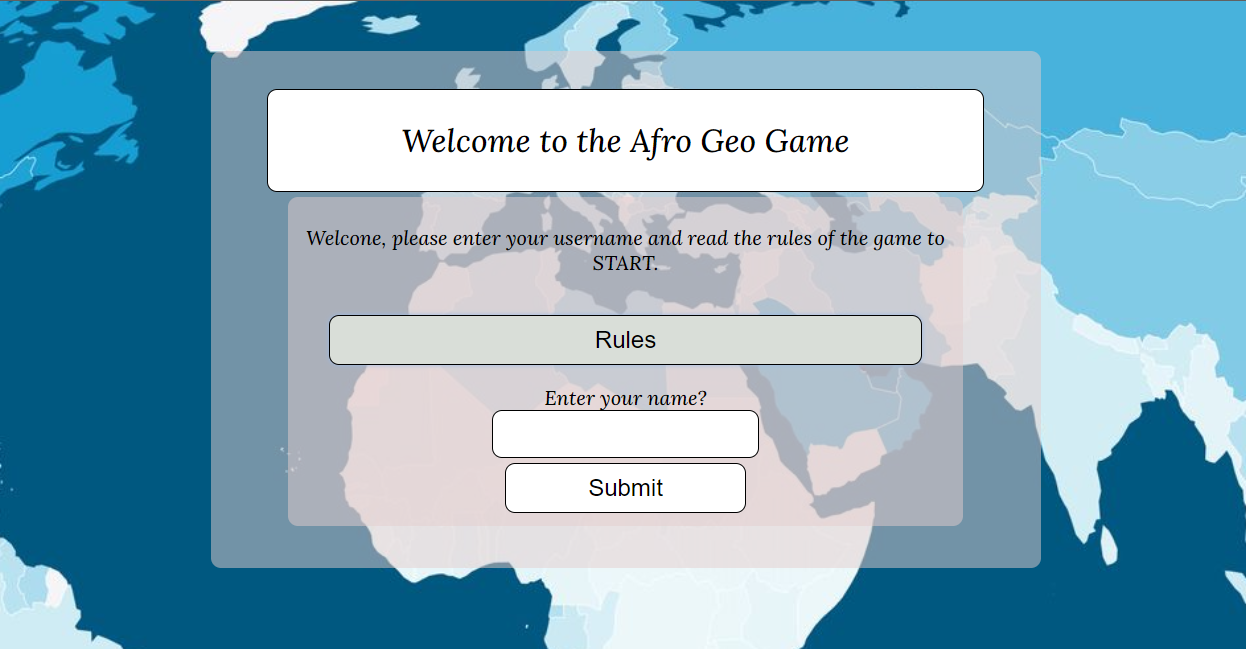 Welcome to the Afro Geo Game
Welcone, please enter your username and read the rules of the game to
START.
Rules
Enter your name?
Submit